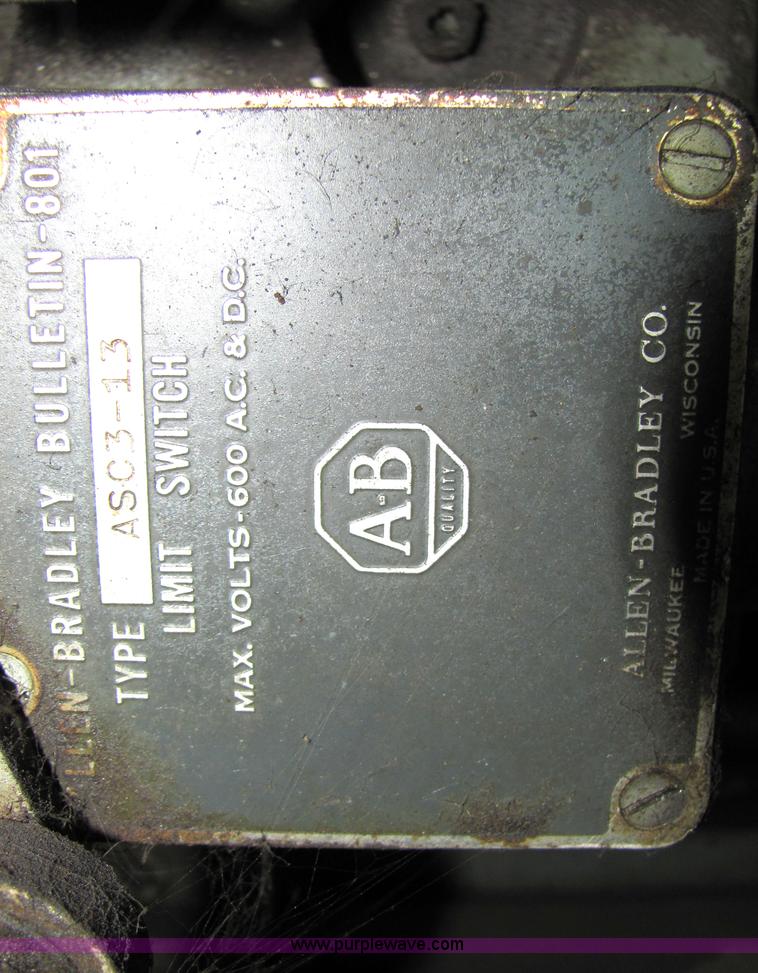 ALLEN-BRADLEY BULLETIN-801
TYPE ASC3-13
LIMIT SWITCH
MAX. VOLTS-600 A.C. & D.C.
A-B
QUALITY
ALLEN-BRADLEY CO.
MILWAUKEE WISCONSIN
MADE IN U.S.A.
www.purplewave.com